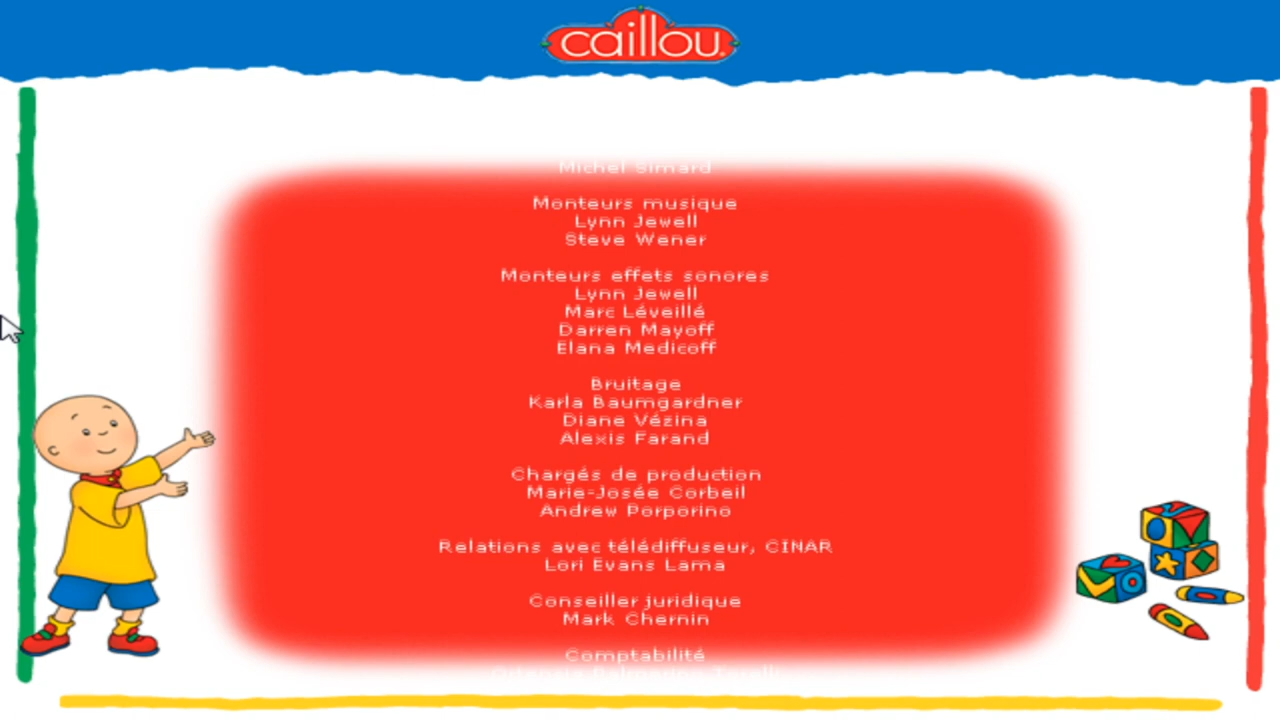 caillou
Michel Simard
Monteurs musique
Lynn Jewell
Steve Wener
Monteurs effets sonores
Lynn Jewell
Marc Léveillé
Darren Mayoff
Elana Medicoff
Bruitage
Karla Baumgardner
Diane Vézina
Alexis Farand
Chargés de production
Marie-Josée Corbeil
Andrew Porporino
Relations avec télédiffuseur, CINAR
Lori Evans Lama
Conseiller juridique
Mark Chernin
Comptabilité